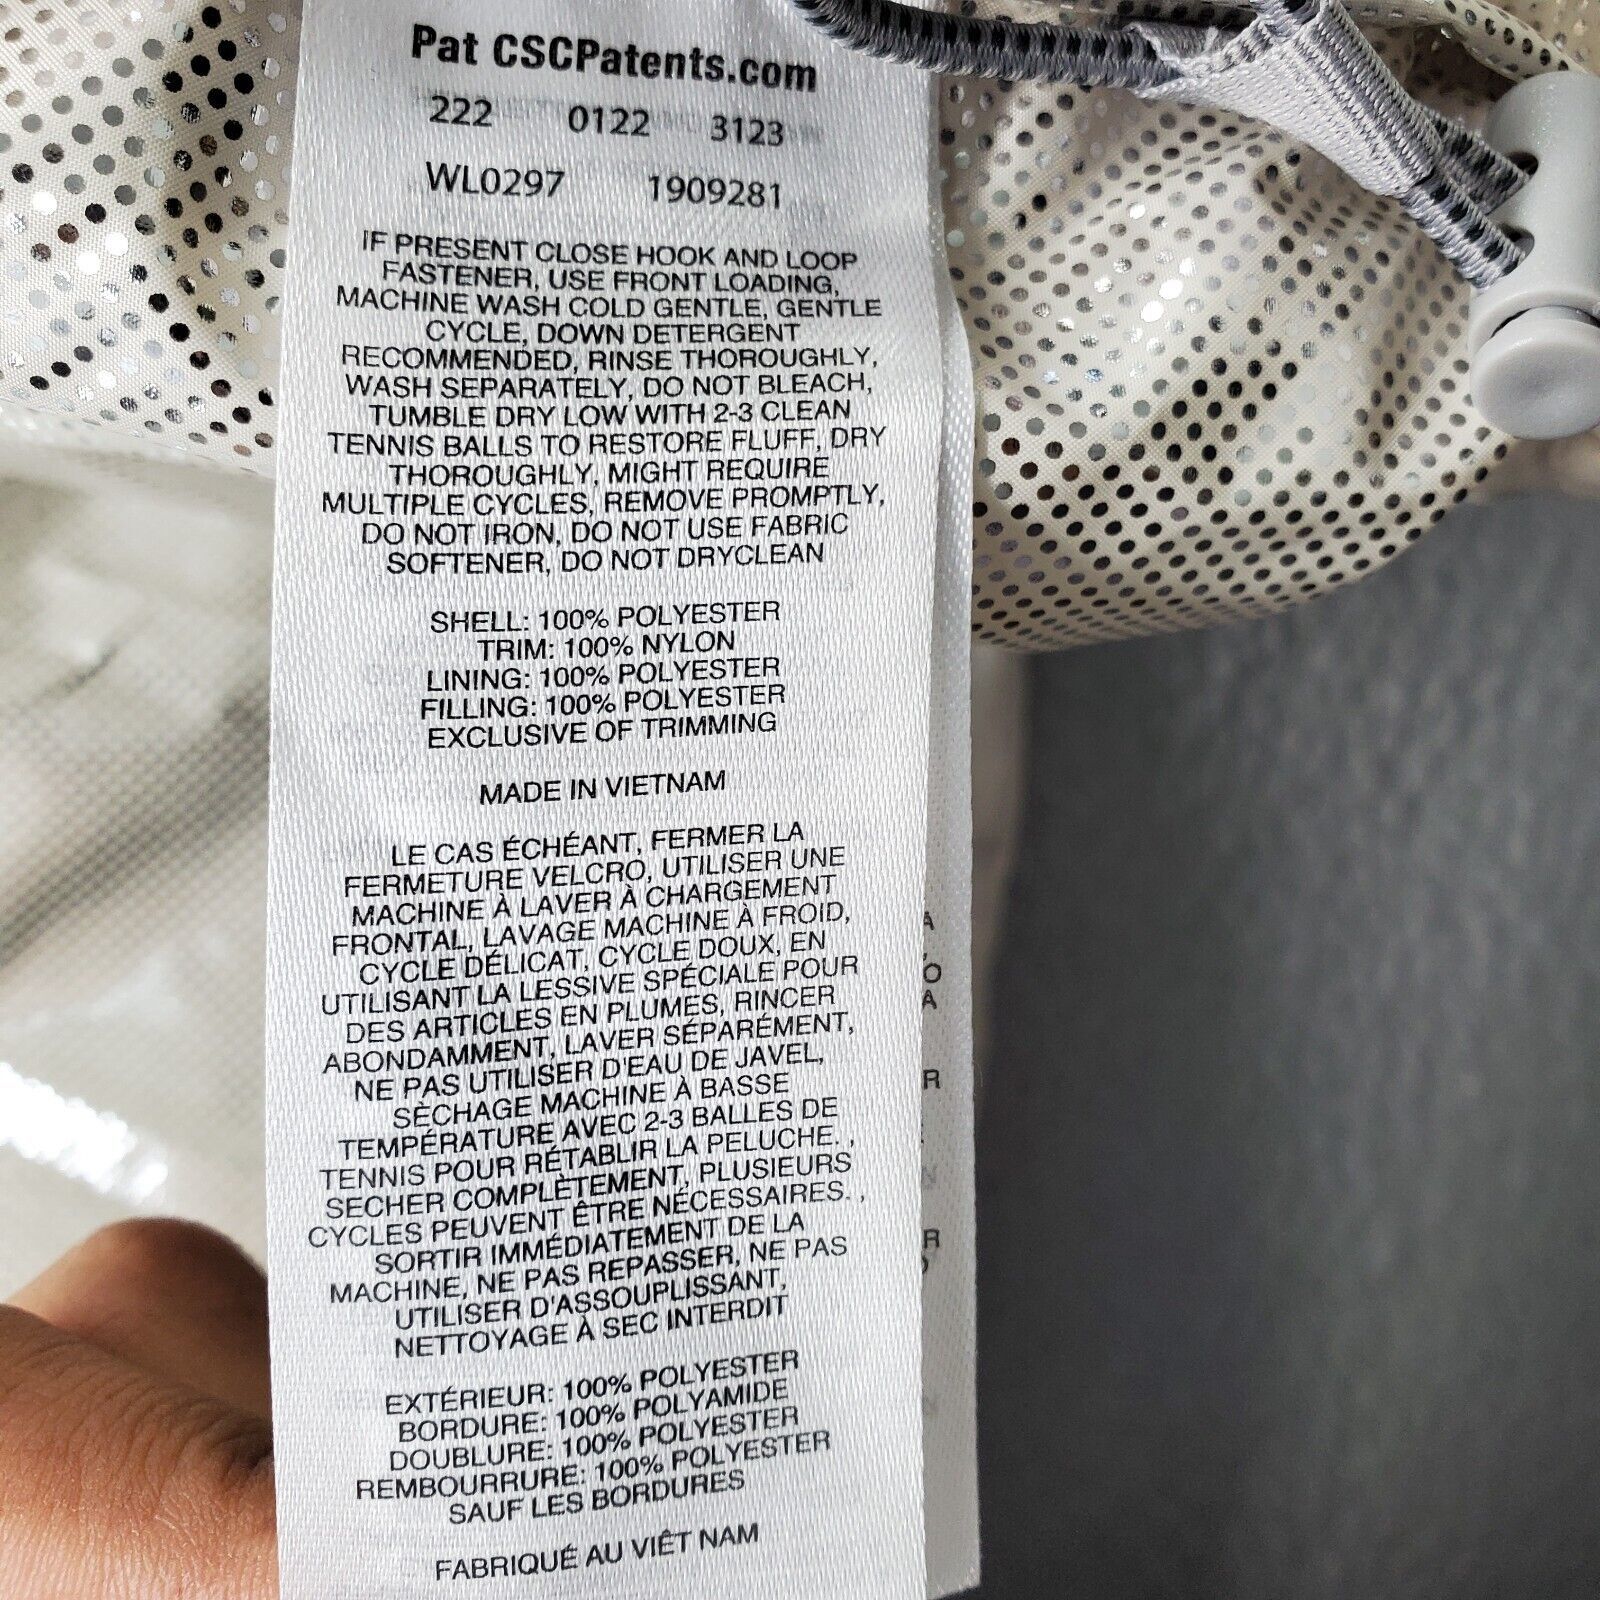 Pat CSCPatents.com
222 0122 3123
WL0297 1909281
IF PRESENT CLOSE HOOK AND LOOP
FASTENER, USE FRONT LOADING,
MACHINE WASH COLD GENTLE, GENTLE
CYCLE, DOWN DETERGENT
RECOMMENDED, RINSE THOROUGHLY,
WASH SEPARATELY, DO NOT BLEACH,
TUMBLE DRY LOW WITH 2-3 CLEAN
TENNIS BALLS TO RESTORE FLUFF, DRY
THOROUGHLY, MIGHT REQUIRE
MULTIPLE CYCLES, REMOVE PROMPTLY,
DO NOT IRON, DO NOT USE FABRIC
SOFTENER, DO NOT DRYCLEAN
SHELL: 100% POLYESTER
TRIM: 100% NYLON
LINING: 100% POLYESTER
FILLING: 100% POLYESTER
EXCLUSIVE OF TRIMMING
MADE IN VIETNAM
LE CAS ÉCHÉANT, FERMER LA
FERMETURE VELCRO, UTILISER UNE
MACHINE À LAVER À CHARGEMENT
FRONTAL, LAVAGE MACHINE À FROID,
CYCLE DÉLICAT, CYCLE DOUX, EN
UTILISANT LA LESSIVE SPÉCIALE POUR
DES ARTICLES EN PLUMES, RINCER
ABONDAMMENT, LAVER SÉPARÉMENT,
NE PAS UTILISER D'EAU DE JAVEL,
SÈCHAGE MACHINE À BASSE
TEMPÉRATURE AVEC 2-3 BALLES DE
TENNIS POUR RÉTABLIR LA PELUCHE. ,
SECHER COMPLÈTEMENT, PLUSIEURS
CYCLES PEUVENT ÊTRE NÉCESSAIRES. ,
SORTIR IMMÉDIATEMENT DE LA
MACHINE, NE PAS REPASSER, NE PAS
UTILISER D'ASSOUPLISSANT,
NETTOYAGE À SEC INTERDIT
EXTÉRIEUR: 100% POLYESTER
BORDURE: 100% POLYAMIDE
DOUBLURE: 100% POLYESTER
REMBOURRURE: 100% POLYESTER
SAUF LES BORDURES
FABRIQUÉ AU VIÊT NAM